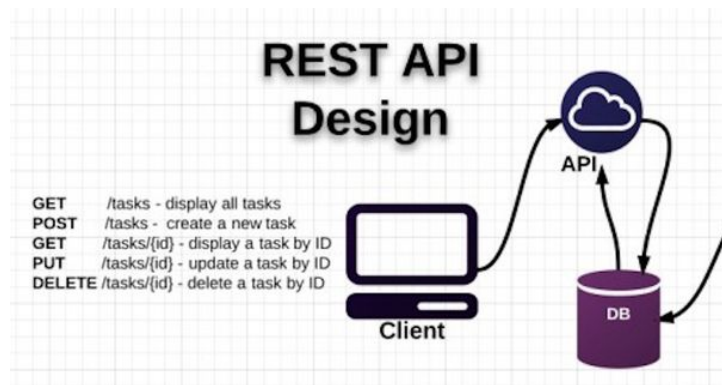 REST API
Design
GET /tasks - display all tasks
POST /tasks - create a new task
GET /tasks/{id} - display a task by ID
PUT /tasks/{id} - update a task by ID
DELETE /tasks/{id} - delete a task by ID
Client
API
DB